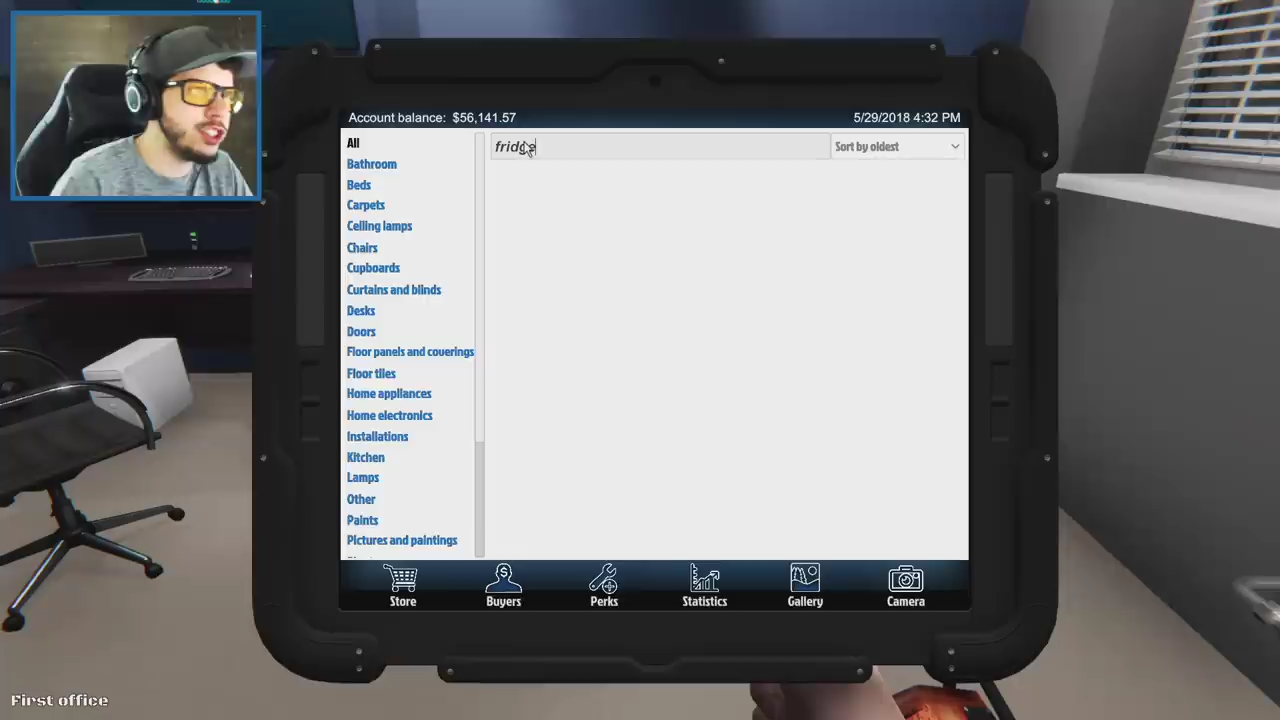 Account balance: $56,141.57 5/29/2018 4:32 PM
All
fridge
Sort by oldest
Bathroom
Beds
Carpets
Ceiling lamps
Chairs
Cupboards
Curtains and blinds
Desks
Doors
Floor panels and coverings
Floor tiles
Home appliances
Home electronics
Installations
Kitchen
Lamps
Other
Paints
Pictures and paintings
Store Buyers Perks Statistics Gallery Camera
First office